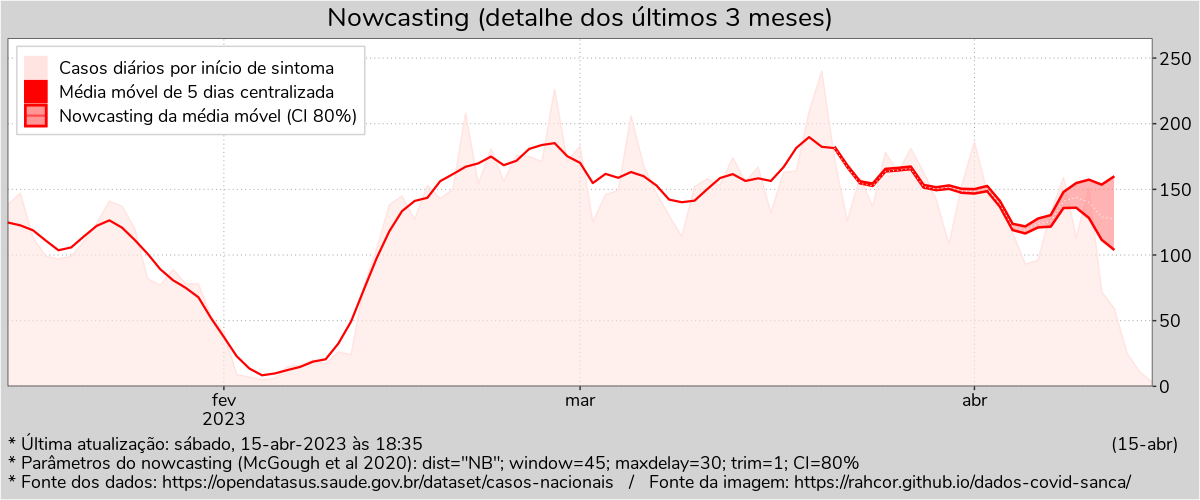 Nowcasting (detalhe dos últimos 3 meses)
Casos diários por início de sintoma
Média móvel de 5 dias centralizada
Nowcasting da média móvel (CI 80%)
250
200
150
100
50
0
fev
2023
mar
abr
* Última atualização: sábado, 15-abr-2023 às 18:35
(15-abr)
* Parâmetros do nowcasting (McGough et al 2020): dist="NB"; window=45; maxdelay=30; trim=1; CI=80%
* Fonte dos dados: https://opendatasus.saude.gov.br/dataset/casos-nacionais / Fonte da imagem: https://rahcor.github.io/dados-covid-sanca/